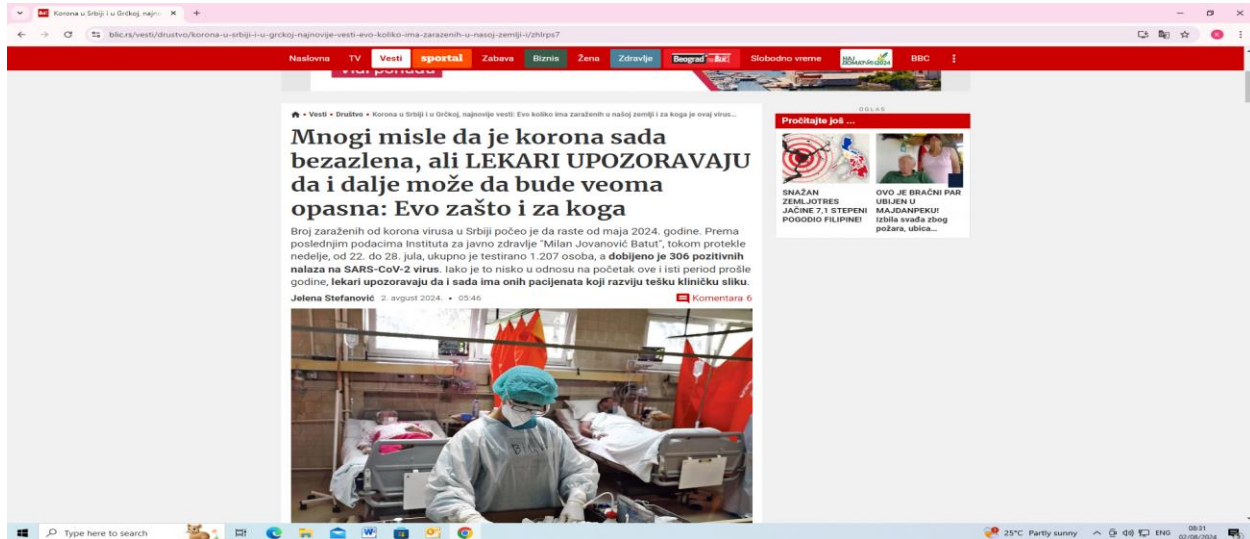 Korona u Srbiji i u Grčkoj, najno
blic.rs/vesti/drustvo/korona-u-srbiji-i-u-grckoj-najnovije-vesti-evo-koliko-ima-zarazenih-u-nasoj-zemlji-i/zhlrps7
Naslovna TV Vesti sportal Zabava Biznis Žena Zdravlje Beograd Blic Slobodno vreme BBC
Vidi ponudu
Vesti • Društvo • Korona u Srbiji i u Grčkoj, najnovije vesti: Evo koliko ima zaraženih u našoj zemlji i za koga je ovaj virus...
Mnogi misle da je korona sada
bezazlena, ali LEKARI UPOZORAVAJU
da i dalje može da bude veoma
opasna: Evo zašto i za koga
Broj zaraženih od korona virusa u Srbiji počeo je da raste od maja 2024. godine. Prema
poslednjim podacima Instituta za javno zdravlje "Milan Jovanović Batut", tokom protekle
nedelje, od 22. do 28. jula, ukupno je testirano 1.207 osoba, a dobijeno je 306 pozitivnih
nalaza na SARS-CoV-2 virus. Iako je to nisko u odnosu na početak ove i isti period prošle
godine, lekari upozoravaju da i sada ima onih pacijenata koji razviju tešku kliničku sliku.
Jelena Stefanović 2. avgust 2024. • 05:46
Komentara 6
OGLAS
Pročitajte još ...
SNAŽAN
ZEMLJOTRES
JAČINE 7,1 STEPENI
POGODIO FILIPINE!
OVO JE BRAČNI PAR
UBIJEN U
MAJDANPEKU!
Izbila svađa zbog
požara, ubica...
Type here to search
25°C Partly sunny
ENG
08:31
02/08/2024